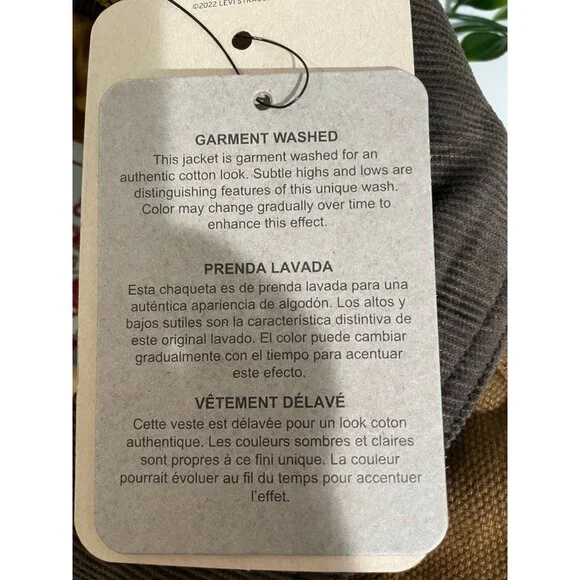 ©2022 LEVI STRAUSS
GARMENT WASHED
This jacket is garment washed for an
authentic cotton look. Subtle highs and lows are
distinguishing features of this unique wash.
Color may change gradually over time to
enhance this effect.
PRENDA LAVADA
Esta chaqueta es de prenda lavada para una
auténtica apariencia de algodón. Los altos y
bajos sutiles son la característica distintiva de
este original lavado. El color puede cambiar
gradualmente con el tiempo para acentuar
este efecto.
VÊTEMENT DÉLAVÉ
Cette veste est délavée pour un look coton
authentique. Les couleurs sombres et claires
sont propres à ce fini unique. La couleur
pourrait évoluer au fil du temps pour accentuer
l'effet.